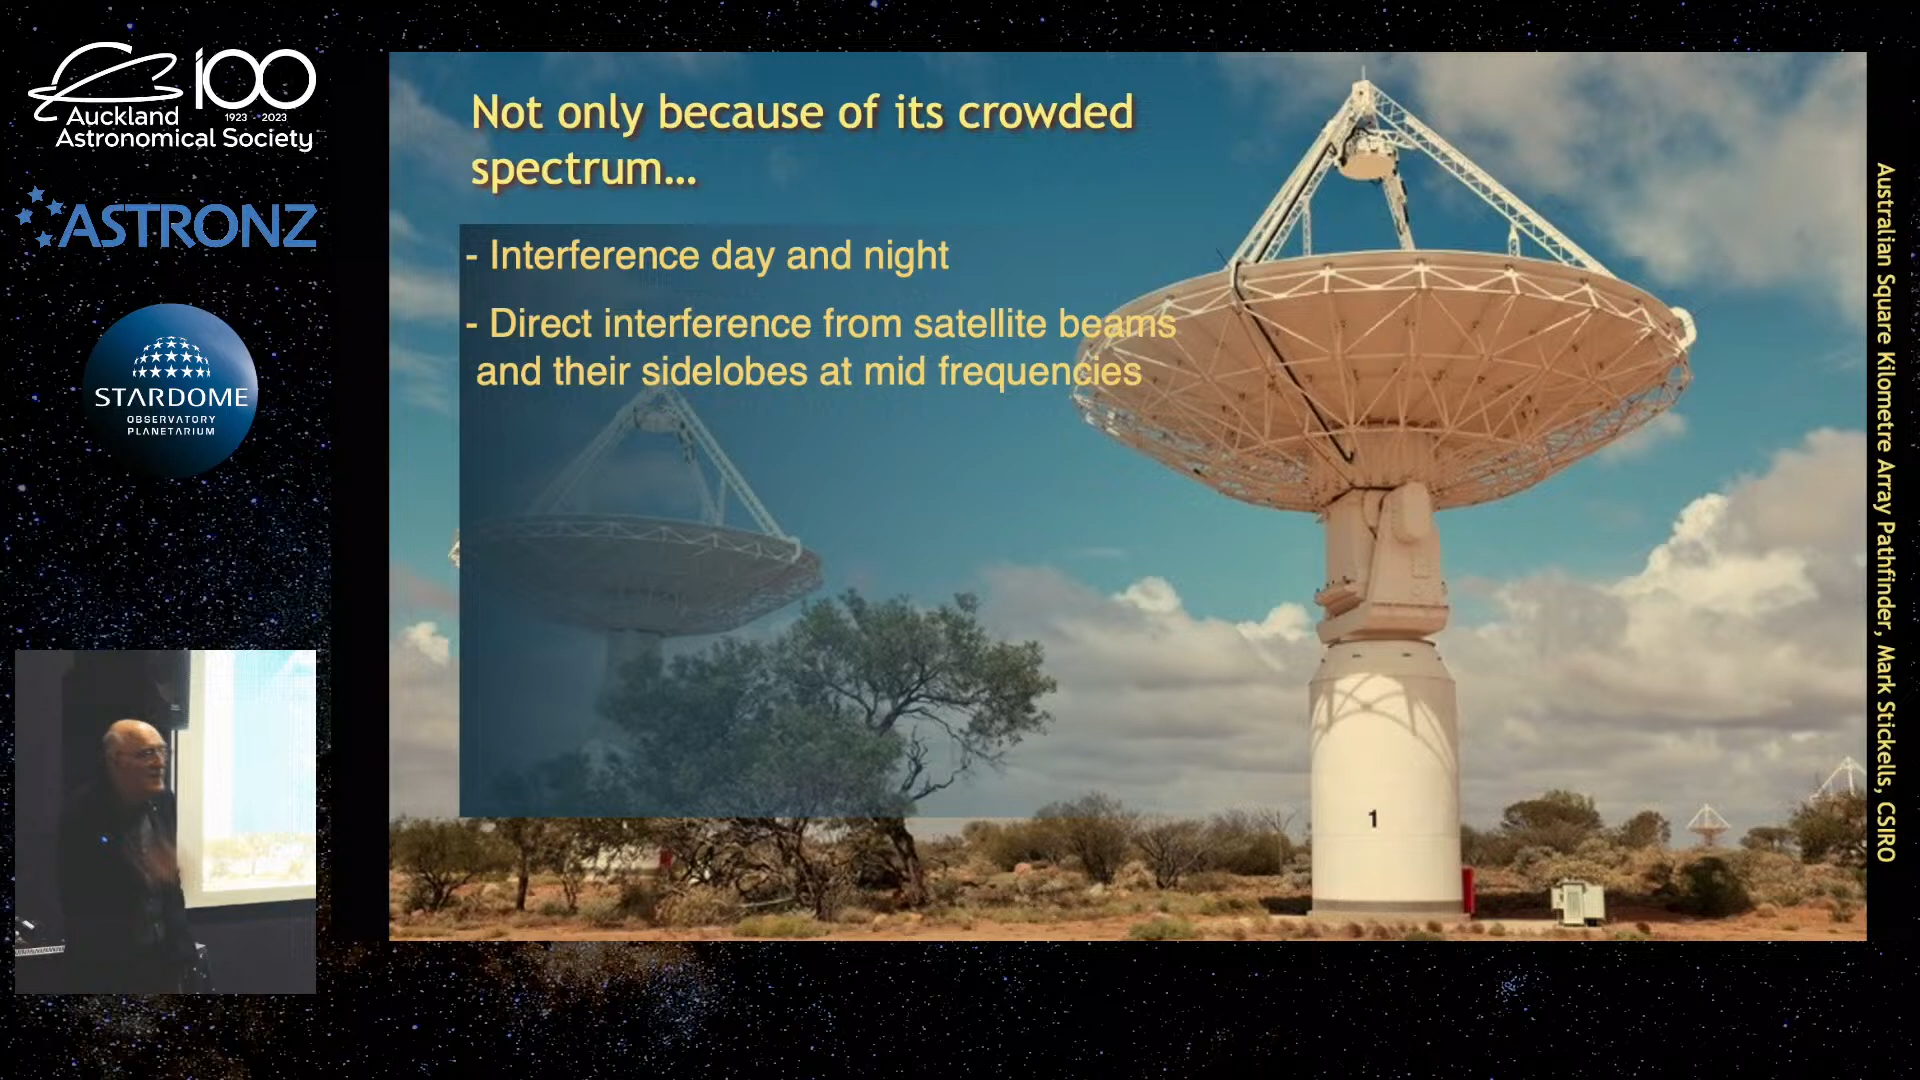 100
Auckland
1923 - 2023
Astronomical Society
ASTRONZ
STARDOME
OBSERVATORY
PLANETARIUM
Not only because of its crowded
spectrum...
- Interference day and night
- Direct interference from satellite beams
and their sidelobes at mid frequencies
1
Australian Square Kilometre Array Pathfinder, Mark Stickells, CSIRO